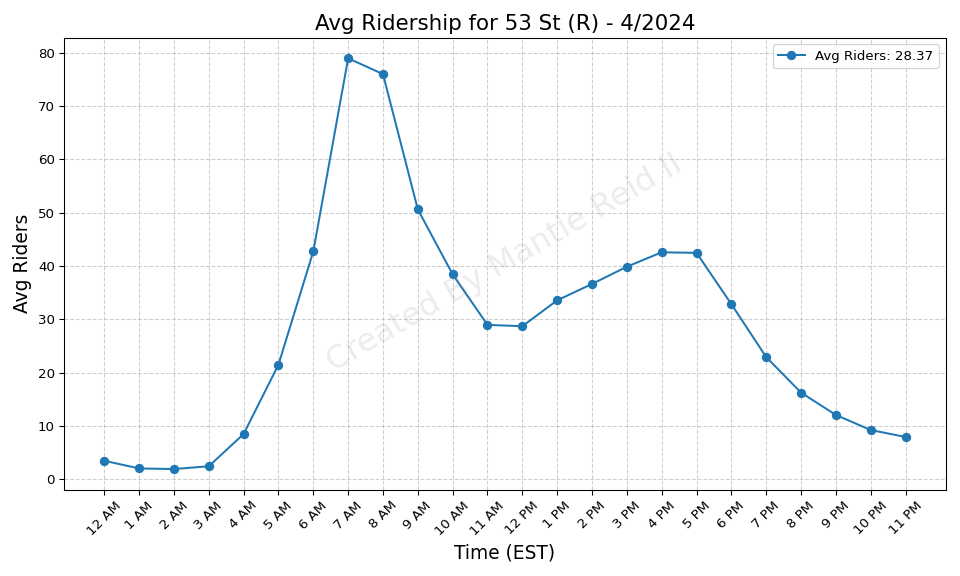 Avg Ridership for 53 St (R) - 4/2024
Avg Riders: 28.37
80
70
60
50
40
30
20
10
0
Avg Riders
Created By Mantle Reid II
12 AM
1 AM
2 AM
3 AM
4 AM
5 AM
6 AM
7 AM
8 AM
9 AM
10 AM
11 AM
12 PM
1 PM
2 PM
3 PM
4 PM
5 PM
6 PM
7 PM
8 PM
9 PM
10 PM
11 PM
Time (EST)